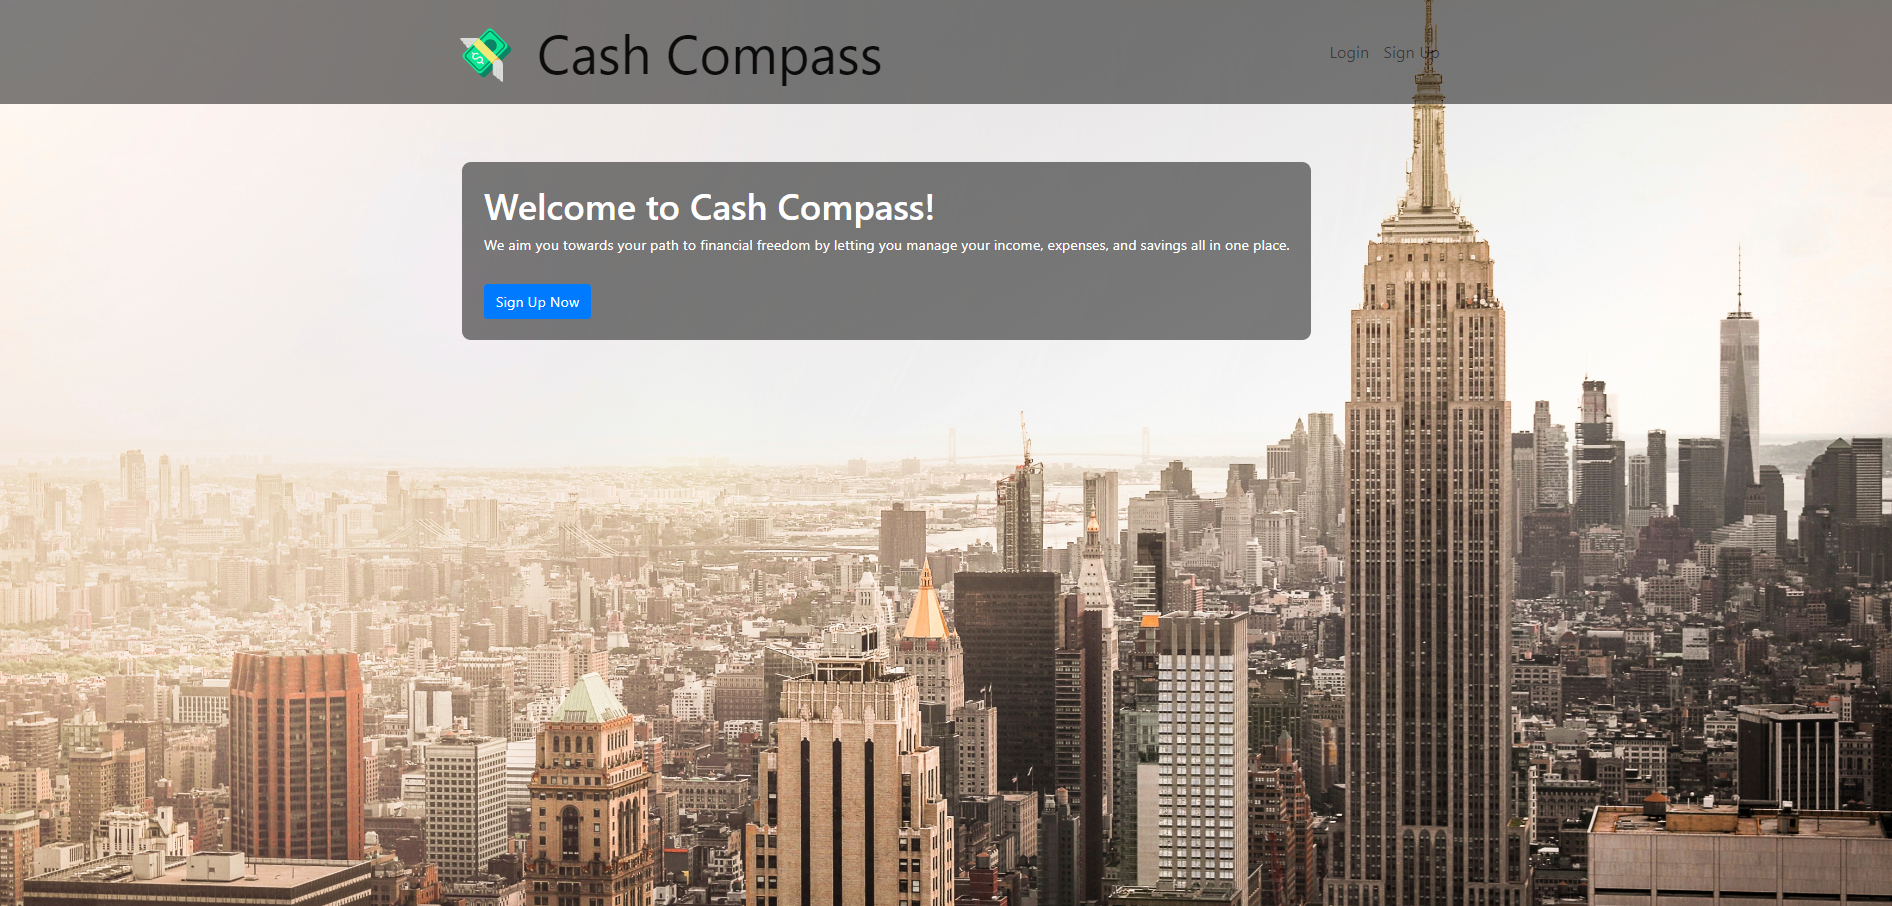 Cash Compass
Login Sign Up
Welcome to Cash Compass!
We aim you towards your path to financial freedom by letting you manage your income, expenses, and savings all in one place.
Sign Up Now